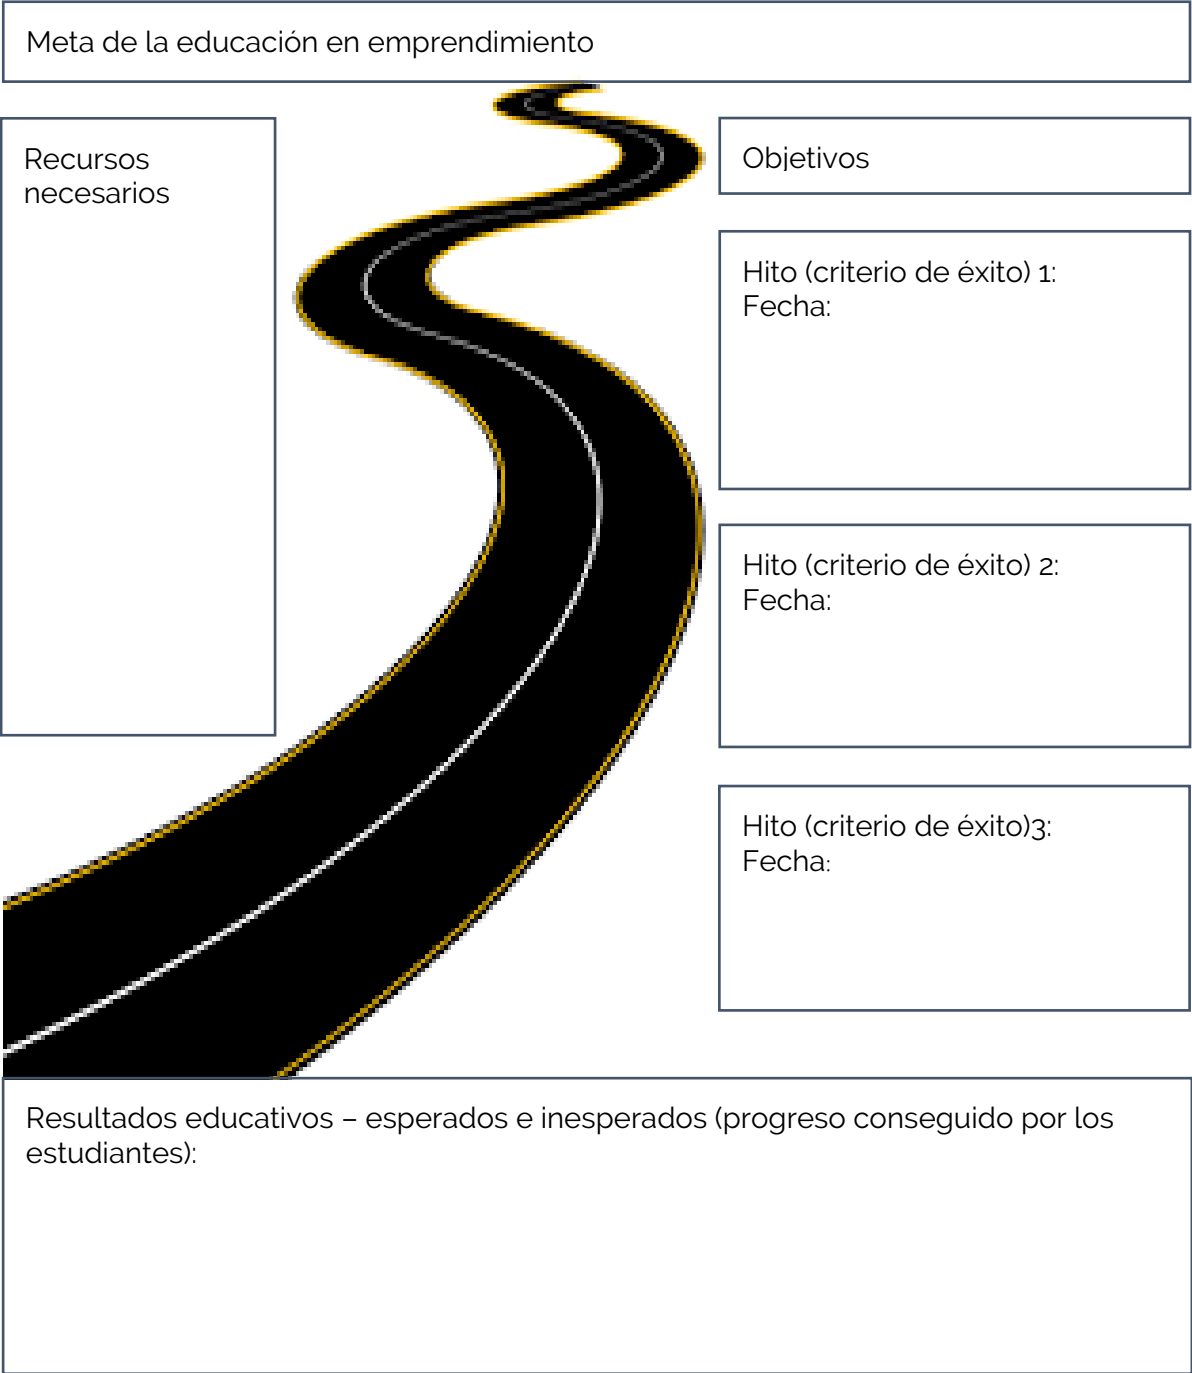 Meta de la educación en emprendimiento
Recursos
necesarios
Objetivos
Hito (criterio de éxito) 1:
Fecha:
Hito (criterio de éxito) 2:
Fecha:
Hito (criterio de éxito)3:
Fecha:
Resultados educativos – esperados e inesperados (progreso conseguido por los
estudiantes):